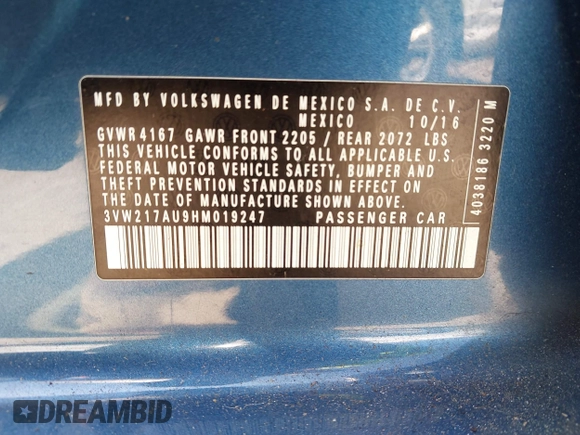 MFD BY VOLKSWAGEN DE MEXICO S.A. DE C.V.
MEXICO 10/16
GVWR 4167 GAWR FRONT 2205 / REAR 2072 LBS
THIS VEHICLE CONFORMS TO ALL APPLICABLE U.S.
FEDERAL MOTOR VEHICLE SAFETY, BUMPER AND
THEFT PREVENTION STANDARDS IN EFFECT ON
THE DATE OF MANUFACTURE SHOWN ABOVE.
3VW217AU9HM019247 PASSENGER CAR
4038186 3220 M
DREAMBID